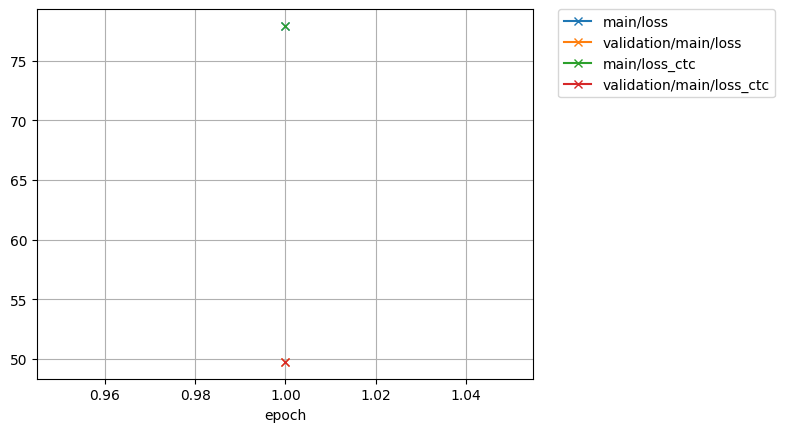 main/loss
validation/main/loss
main/loss_ctc
validation/main/loss_ctc
75
70
65
60
55
50
0.96 0.98 1.00 1.02 1.04
epoch